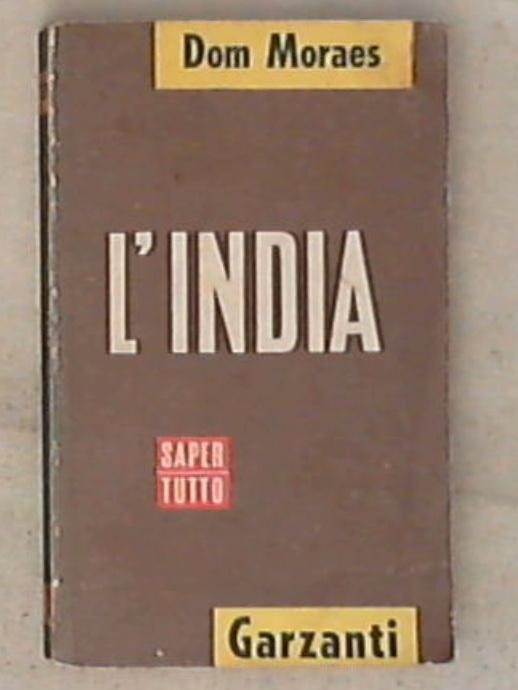 Dom Moraes
L'INDIA
SAPER
TUTTO
Garzanti